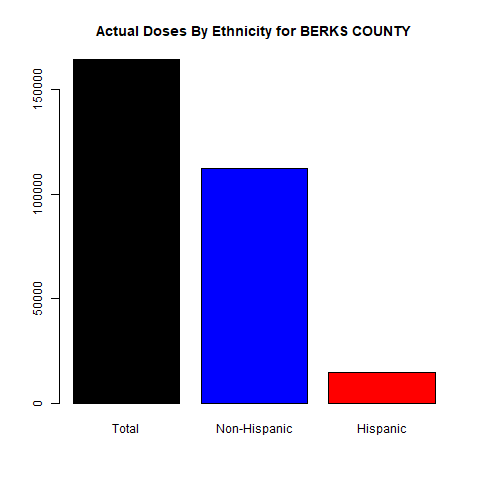 Actual Doses By Ethnicity for BERKS COUNTY
150000
100000
50000
0
Total Non-Hispanic Hispanic